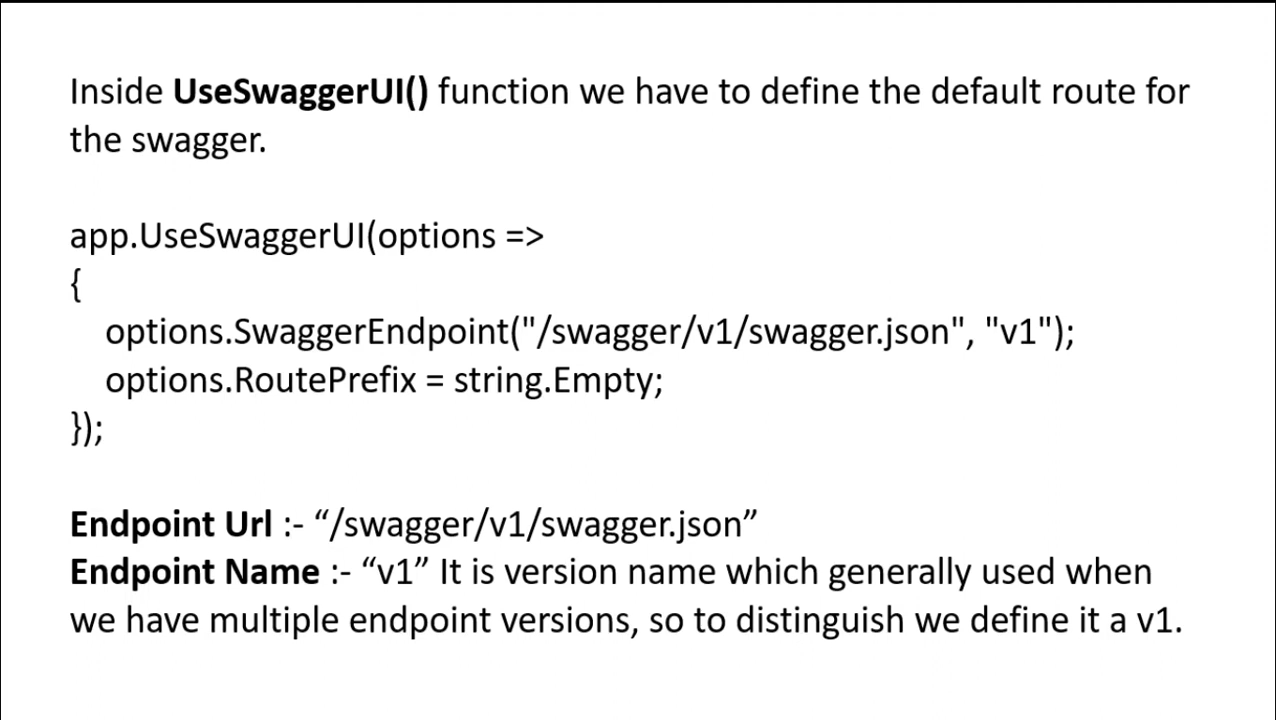 Inside UseSwaggerUI() function we have to define the default route for
the swagger.
app.UseSwaggerUI(options =>
{
options.SwaggerEndpoint("/swagger/v1/swagger.json", "v1");
options.RoutePrefix = string.Empty;
});
Endpoint Url :- “/swagger/v1/swagger.json”
Endpoint Name :- “v1” It is version name which generally used when
we have multiple endpoint versions, so to distinguish we define it a v1.